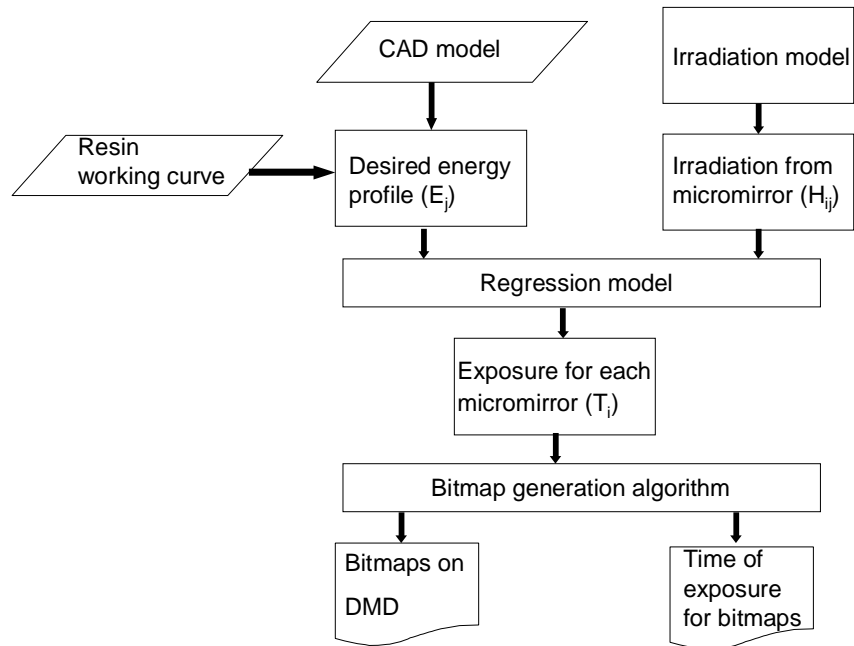 CAD model
Irradiation model
Resin
working curve
Desired energy
profile (Ej)
Irradiation from
micromirror (Hij)
Regression model
Exposure for each
micromirror (Ti)
Bitmap generation algorithm
Bitmaps on
DMD
Time of
exposure
for bitmaps